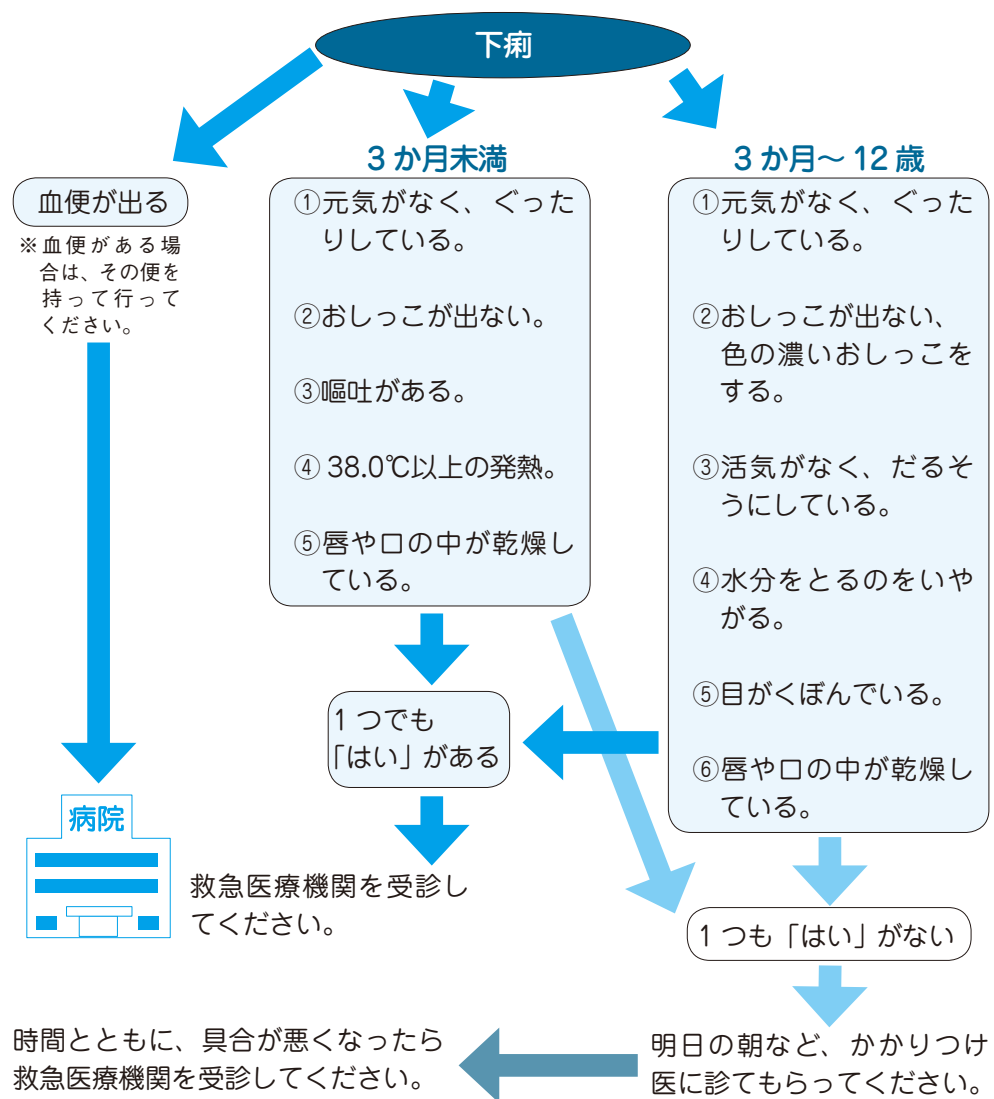 下痢
血便が出る
※血便がある場
合は、その便を
持って行って
ください。
病院
3か月未満
①元気がなく、ぐった
りしている。
②おしっこが出ない。
③嘔吐がある。
④ 38.0℃以上の発熱。
⑤唇や口の中が乾燥し
ている。
3か月～12歳
①元気がなく、ぐった
りしている。
②おしっこが出ない、
色の濃いおしっこを
する。
③活気がなく、だるそ
うにしている。
④水分をとるのをいや
がる。
⑤目がくぼんでいる。
⑥唇や口の中が乾燥し
ている。
1つでも
「はい」がある
救急医療機関を受診し
てください。
1つも「はい」がない
明日の朝など、かかりつけ
医に診てもらってください。
時間とともに、具合が悪くなったら
救急医療機関を受診してください。